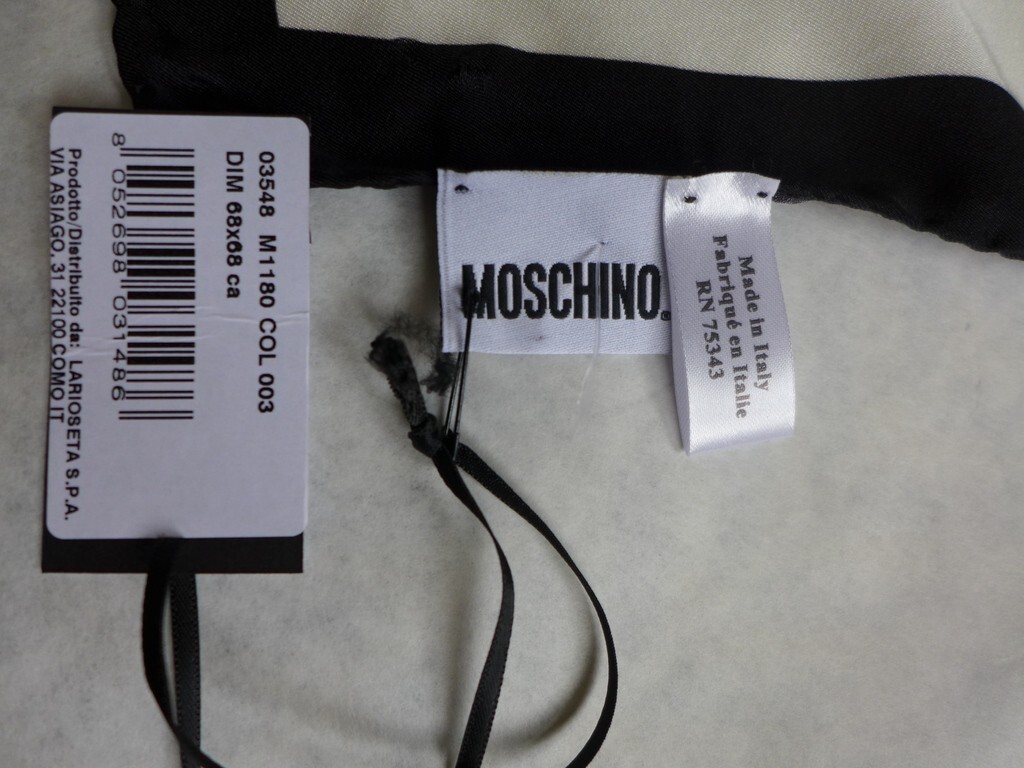 03548 M1180 COL 003
DIM 68x68 ca
8 052698 031486
Prodotto/Distribuito da: LARIOSETA S.P.A.
VIA ASIAGO, 31 22100 COMO IT
MOSCHINO®
Made in Italy
Fabriqué en Italie
RN 75343